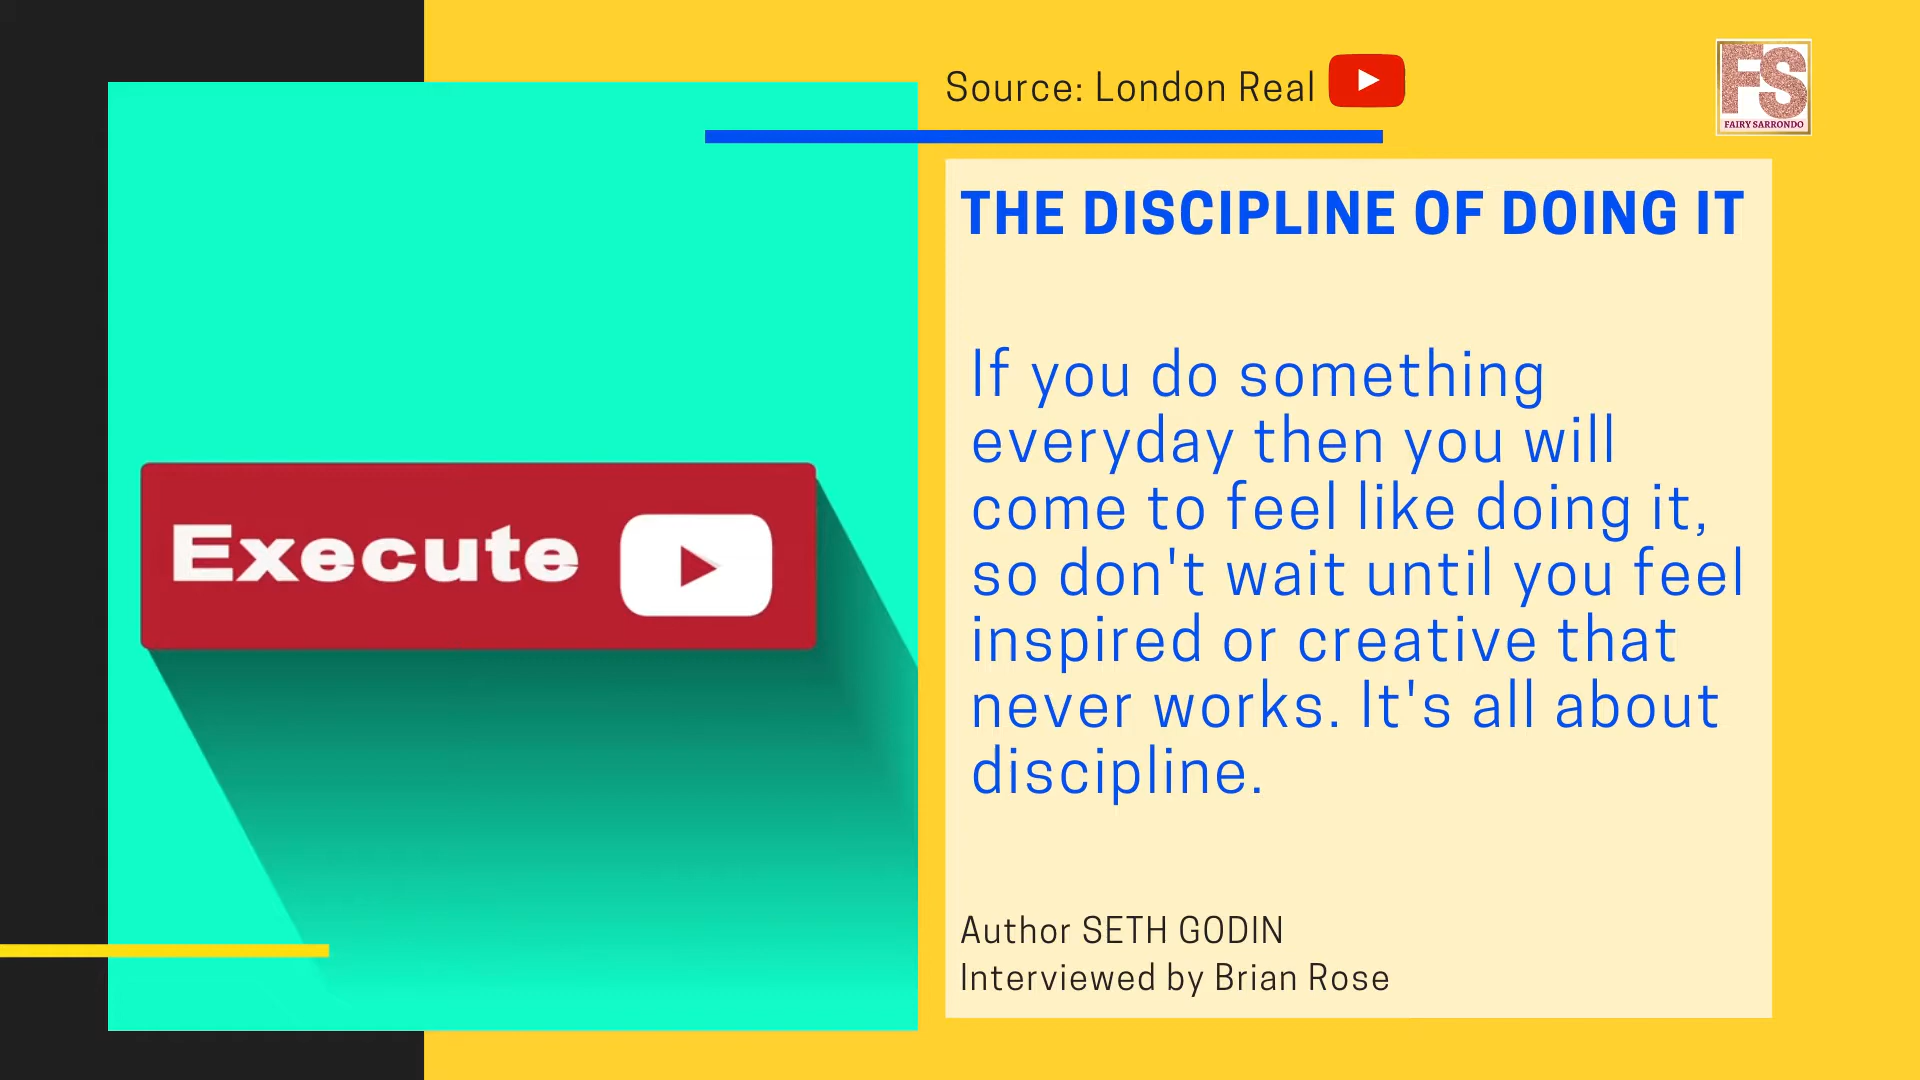 Source: London Real
FS
FAIRY SARRONDO
THE DISCIPLINE OF DOING IT
If you do something
everyday then you will
come to feel like doing it,
so don't wait until you feel
inspired or creative that
never works. It's all about
discipline.
Execute
Author SETH GODIN
Interviewed by Brian Rose